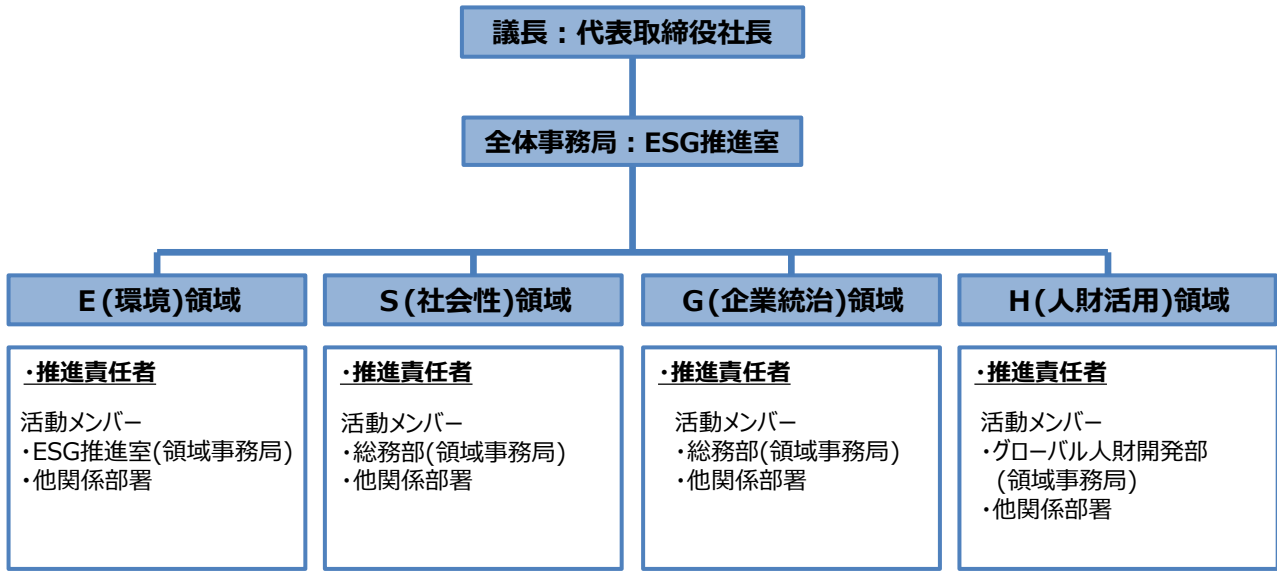 議長：代表取締役社長
全体事務局：ESG推進室
E(環境)領域
・推進責任者
活動メンバー
・ESG推進室(領域事務局)
・他関係部署
S(社会性)領域
・推進責任者
活動メンバー
・総務部(領域事務局)
・他関係部署
G(企業統治)領域
・推進責任者
活動メンバー
・総務部(領域事務局)
・他関係部署
H(人財活用)領域
・推進責任者
活動メンバー
・グローバル人財開発部
(領域事務局)
・他関係部署